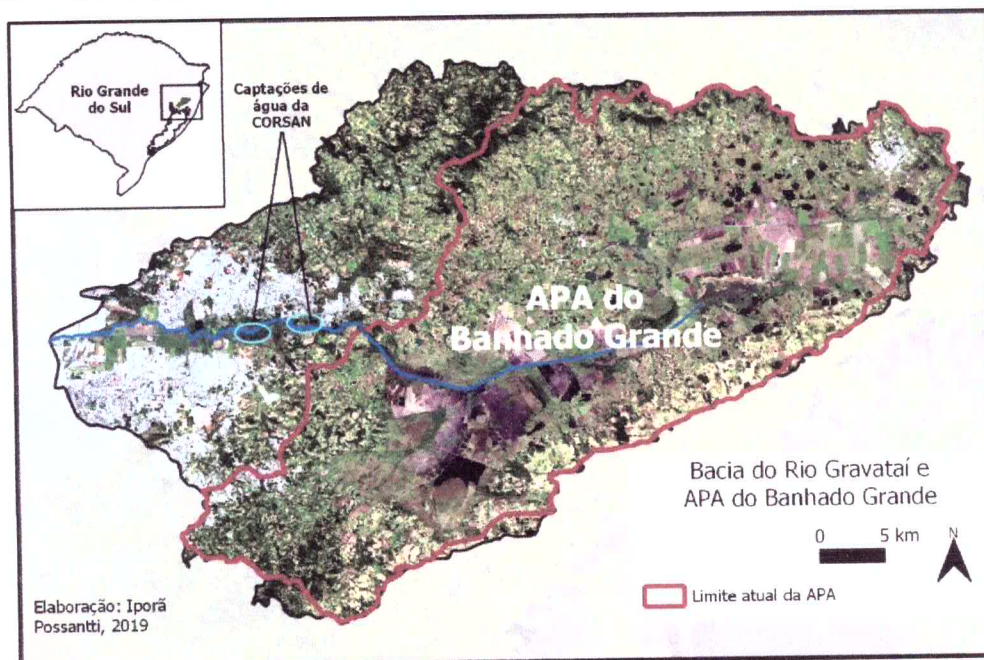 Rio Grande
do Sul
Captações de
água da
CORSAN
APA do
Banhado Grande
Bacia do Rio Gravataí e
APA do Banhado Grande
0 5 km
N
Limite atual da APA
Elaboração: Iporã
Possantti, 2019